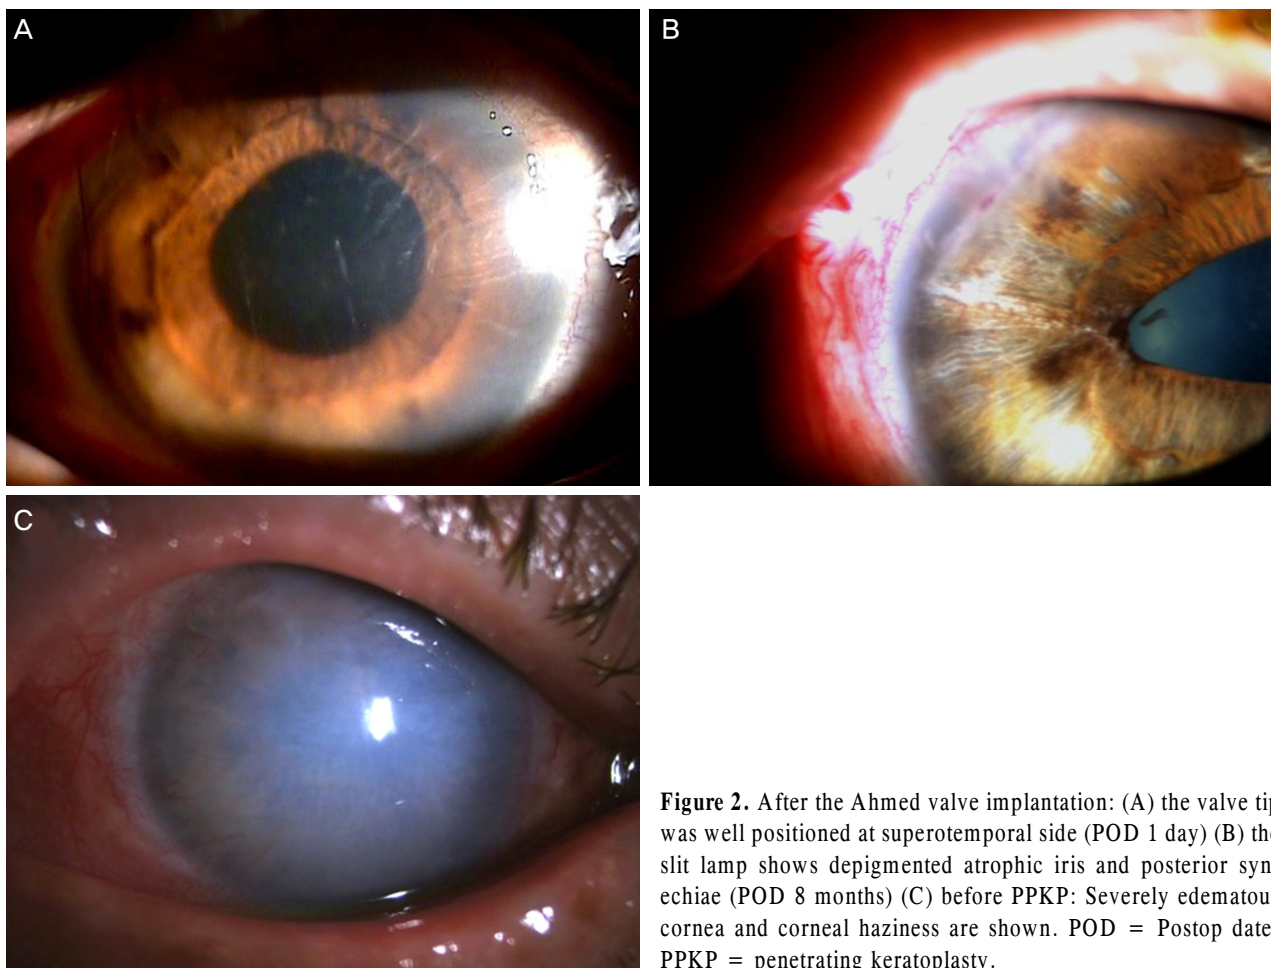 A
B
C
Figure 2. After the Ahmed valve implantation: (A) the valve tip
was well positioned at superotemporal side (POD 1 day) (B) the
slit lamp shows depigmented atrophic iris and posterior syn
echiae (POD 8 months) (C) before PPKP: Severely edematou
cornea and corneal haziness are shown. POD = Postop date
PPKP = penetrating keratoplasty.